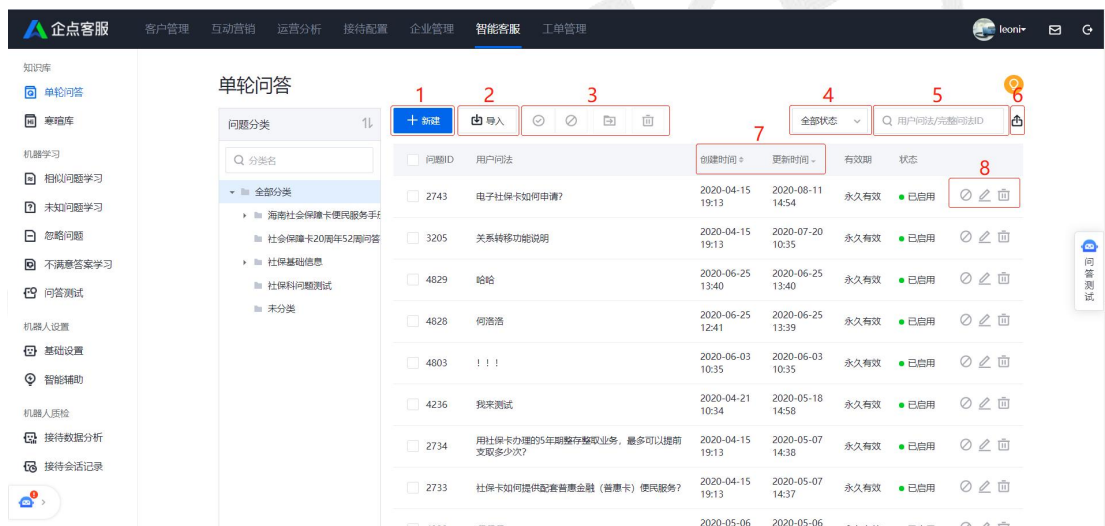 企点客服
客户管理 互动营销 运营分析 接待配置 企业管理 智能客服 工单管理
leoni
知识库
单轮问答
寒暄库
机器学习
相似问题学习
未知问题学习
忽略问题
不满意答案学习
问答测试
机器人设置
基础设置
智能辅助
机器人质检
接待数据分析
接待会话记录
单轮问答
问题分类
分类名
全部分类
海南社会保障卡便民服务手册
社会保障卡20周年52周问答
社保基础信息
社保科问题测试
未分类
1 2 3 4 5 6
新建 导入 全部状态 用户问法/完整问法ID
7
问题ID 用户问法 创建时间 更新时间 有效期 状态
8
2743 电子社保卡如何申请? 2020-04-15 19:13 2020-08-11 14:54 永久有效 已启用
3205 关系转移功能说明 2020-04-15 19:13 2020-07-20 10:35 永久有效 已启用
4829 哈哈 2020-06-25 13:40 2020-06-25 13:40 永久有效 已启用
4828 何洛洛 2020-06-25 12:41 2020-06-25 13:39 永久有效 已启用
4803 ！！！ 2020-06-03 10:35 2020-06-03 10:35 永久有效 已启用
4236 我来测试 2020-04-21 10:34 2020-05-18 14:58 永久有效 已启用
2734 用社保卡办理的5年期整存整取业务，最多可以提前支取多少次? 2020-04-15 19:13 2020-05-07 14:38 永久有效 已启用
2733 社保卡如何提供配套普惠金融（普惠卡）便民服务? 2020-04-15 19:13 2020-05-07 14:37 永久有效 已启用
2020-05-06 2020-05-06
问答测试